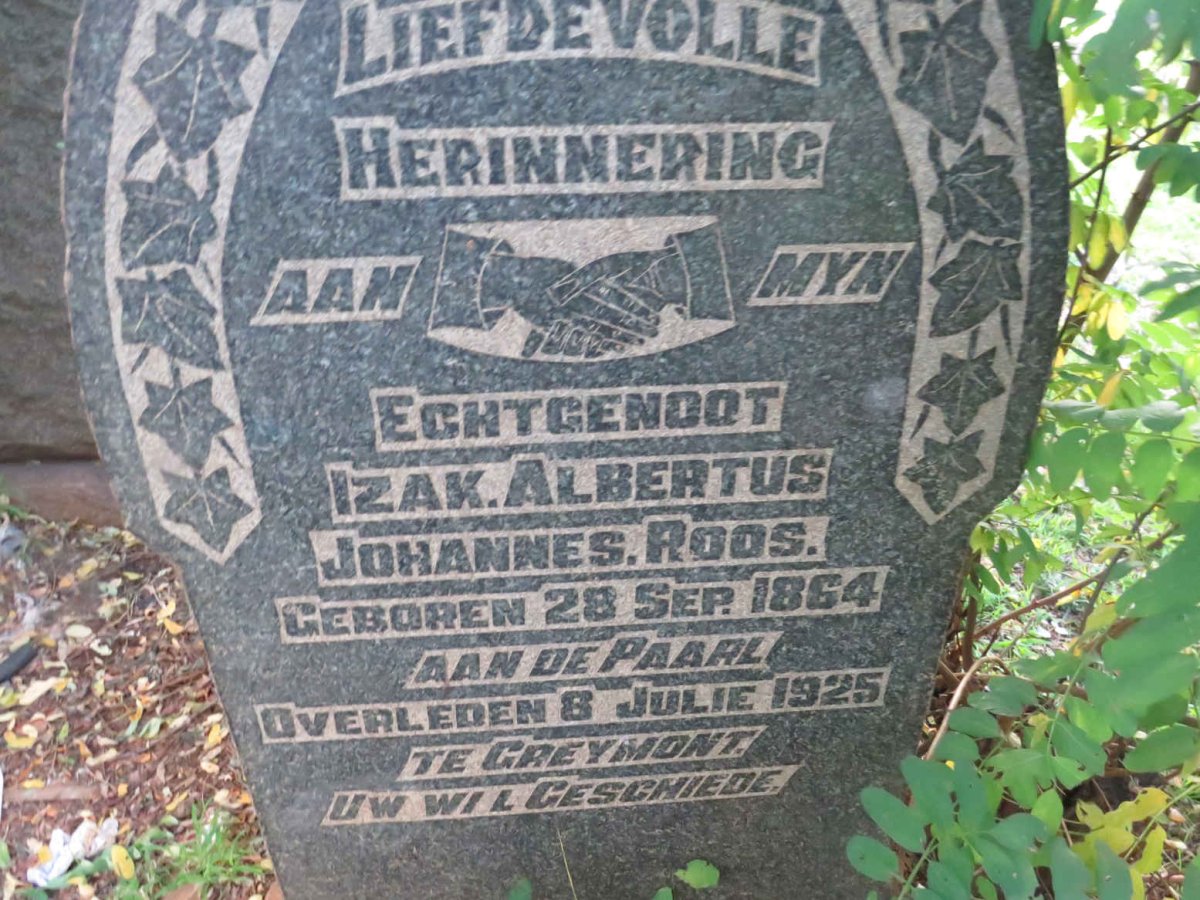 LIEFDEVOLLE
HERINNERING
AAN MYN
ECHTGENOOT
IZAK. ALBERTUS
JOHANNES. ROOS.
GEBOREN 28 SEP. 1864
AAN DE PAARL
OVERLEDEN 8 JULIE 1925
TE GREYMONT.
UW WIL GESCHIEDE